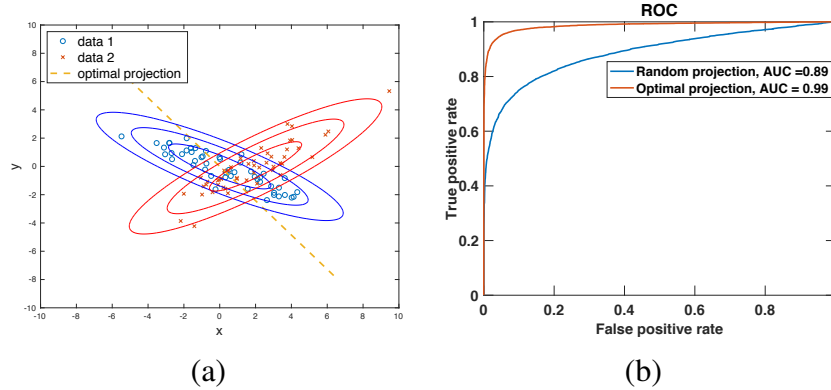 data 1
data 2
optimal projection
10
8
6
4
2
0
-2
-4
-6
-8
-10
y
-10 -8 -6 -4 -2 0 2 4 6 8 10
x
(a)
ROC
Random projection, AUC =0.89
Optimal projection, AUC = 0.99
1
0.8
0.6
0.4
0.2
0
True positive rate
0 0.2 0.4 0.6 0.8
False positive rate
(b)